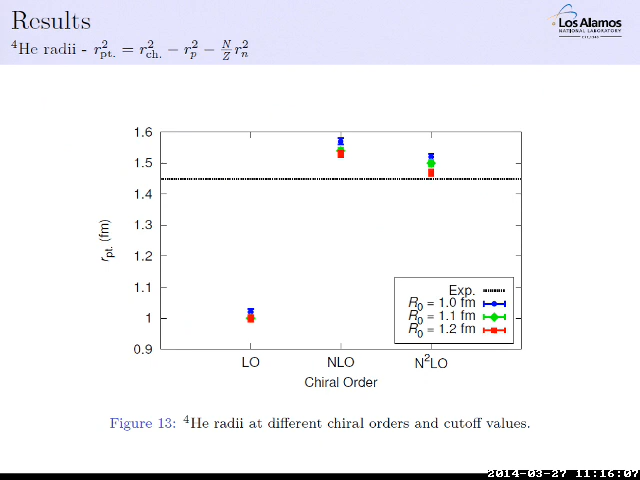 Results
⁴He radii - r²pt. = r²ch. − r²p − N/Z r²n
Los Alamos
NATIONAL LABORATORY
1.6
1.5
1.4
1.3
1.2
1.1
1
0.9
rpt. (fm)
Exp.
R₀ = 1.0 fm
R₀ = 1.1 fm
R₀ = 1.2 fm
LO NLO N²LO
Chiral Order
Figure 13: ⁴He radii at different chiral orders and cutoff values.
2014-03-27 11:16:07